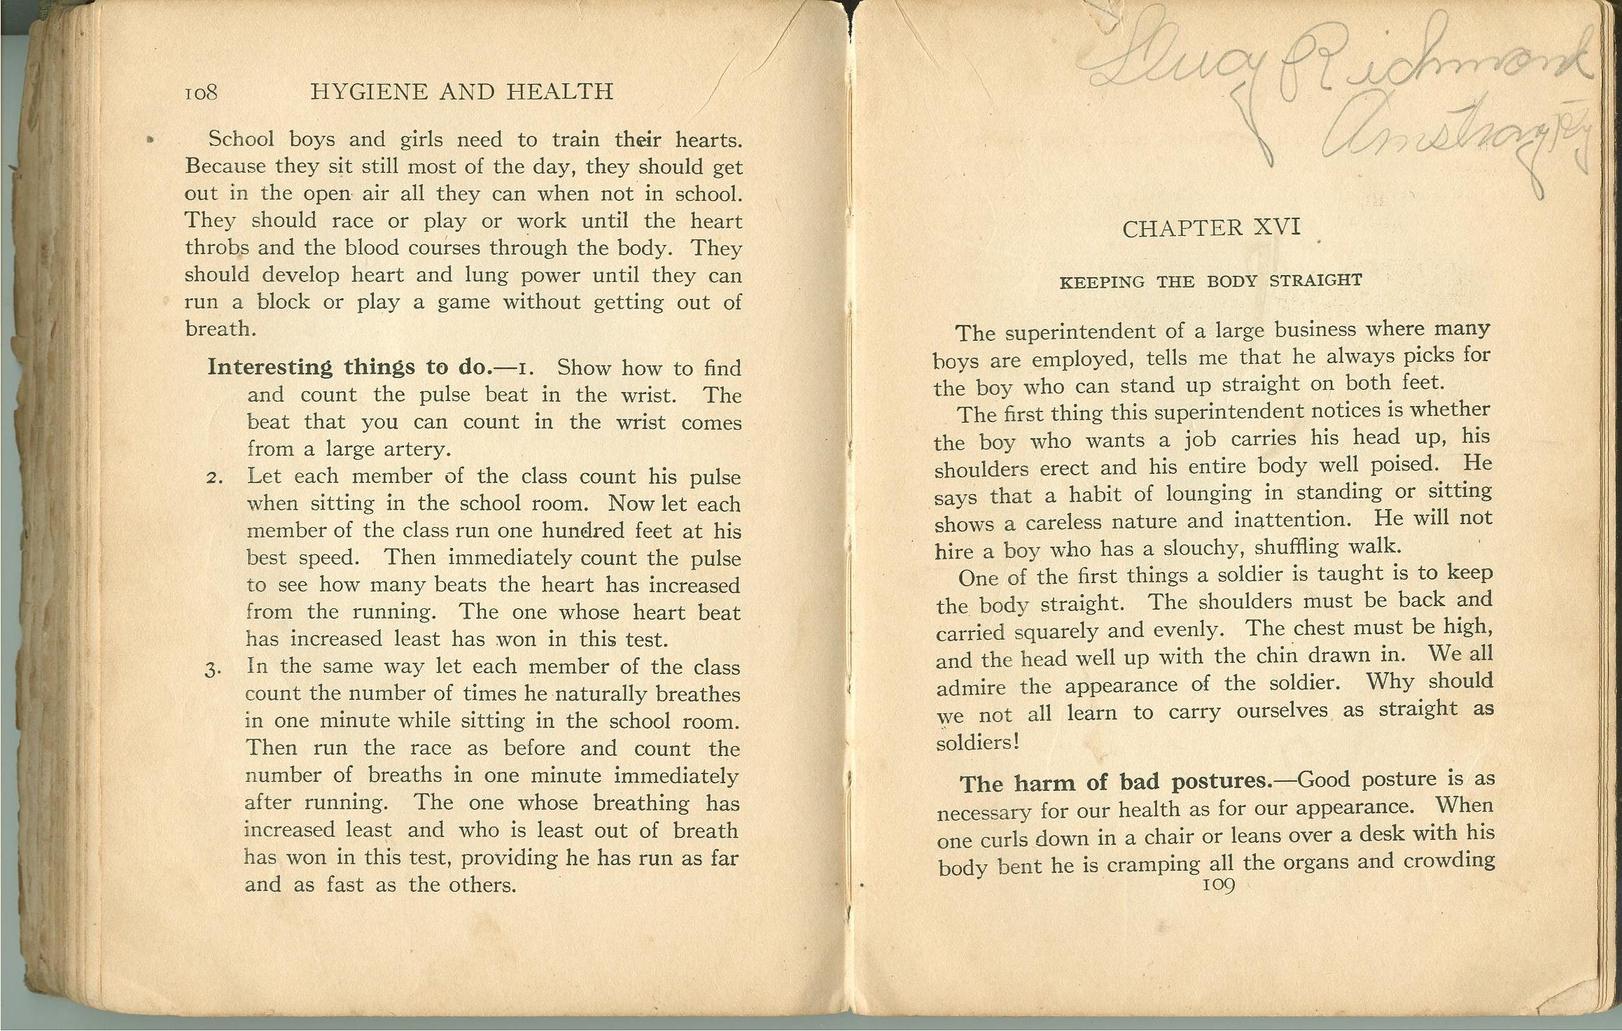 108 HYGIENE AND HEALTH
School boys and girls need to train their hearts.
Because they sit still most of the day, they should get
out in the open air all they can when not in school.
They should race or play or work until the heart
throbs and the blood courses through the body. They
should develop heart and lung power until they can
run a block or play a game without getting out of
breath.
Interesting things to do.—1. Show how to find
and count the pulse beat in the wrist. The
beat that you can count in the wrist comes
from a large artery.
2. Let each member of the class count his pulse
when sitting in the school room. Now let each
member of the class run one hundred feet at his
best speed. Then immediately count the pulse
to see how many beats the heart has increased
from the running. The one whose heart beat
has increased least has won in this test.
3. In the same way let each member of the class
count the number of times he naturally breathes
in one minute while sitting in the school room.
Then run the race as before and count the
number of breaths in one minute immediately
after running. The one whose breathing has
increased least and who is least out of breath
has won in this test, providing he has run as far
and as fast as the others.
Richmond
CHAPTER XVI
KEEPING THE BODY STRAIGHT
The superintendent of a large business where many
boys are employed, tells me that he always picks for
the boy who can stand up straight on both feet.
The first thing this superintendent notices is whether
the boy who wants a job carries his head up, his
shoulders erect and his entire body well poised. He
says that a habit of lounging in standing or sitting
shows a careless nature and inattention. He will not
hire a boy who has a slouchy, shuffling walk.
One of the first things a soldier is taught is to keep
the body straight. The shoulders must be back and
carried squarely and evenly. The chest must be high,
and the head well up with the chin drawn in. We all
admire the appearance of the soldier. Why should
we not all learn to carry ourselves as straight as
soldiers!
The harm of bad postures.—Good posture is as
necessary for our health as for our appearance. When
one curls down in a chair or leans over a desk with his
body bent he is cramping all the organs and crowding
109